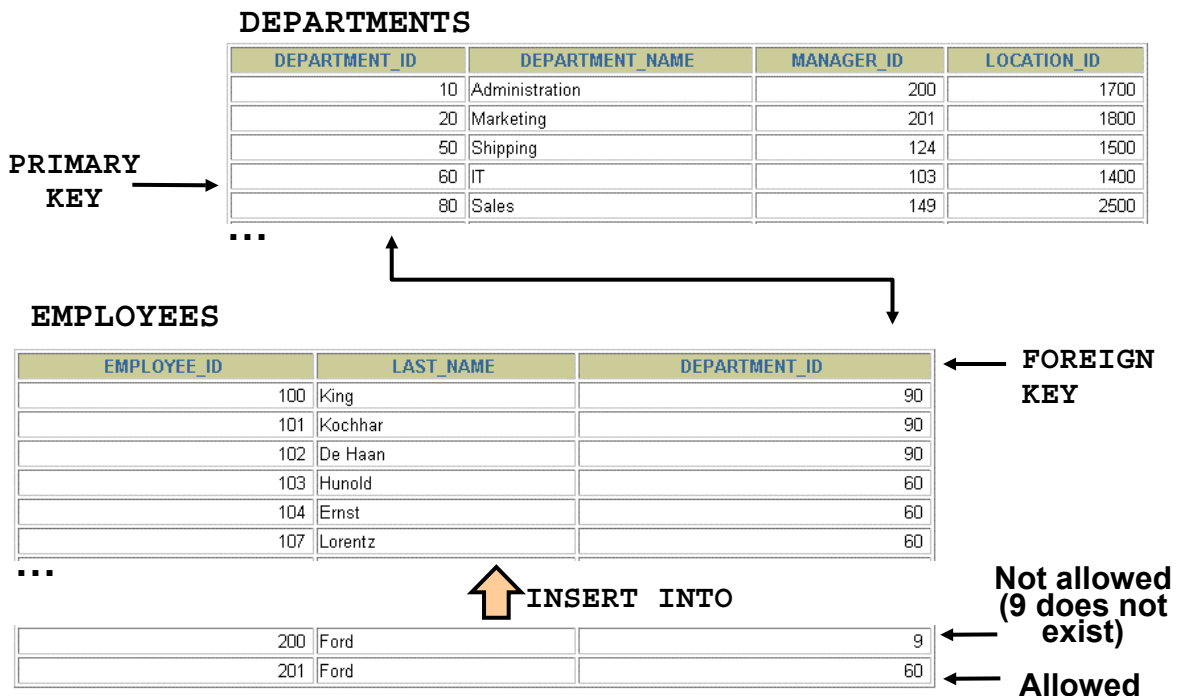 DEPARTMENTS
DEPARTMENT_ID DEPARTMENT_NAME MANAGER_ID LOCATION_ID
10 Administration 200 1700
20 Marketing 201 1800
50 Shipping 124 1500
60 IT 103 1400
80 Sales 149 2500
PRIMARY
KEY
...
EMPLOYEES
EMPLOYEE_ID LAST_NAME DEPARTMENT_ID
100 King 90
101 Kochhar 90
102 De Haan 90
103 Hunold 60
104 Ernst 60
107 Lorentz 60
FOREIGN
KEY
...
INSERT INTO
Not allowed
(9 does not
exist)
200 Ford 9
201 Ford 60
Allowed